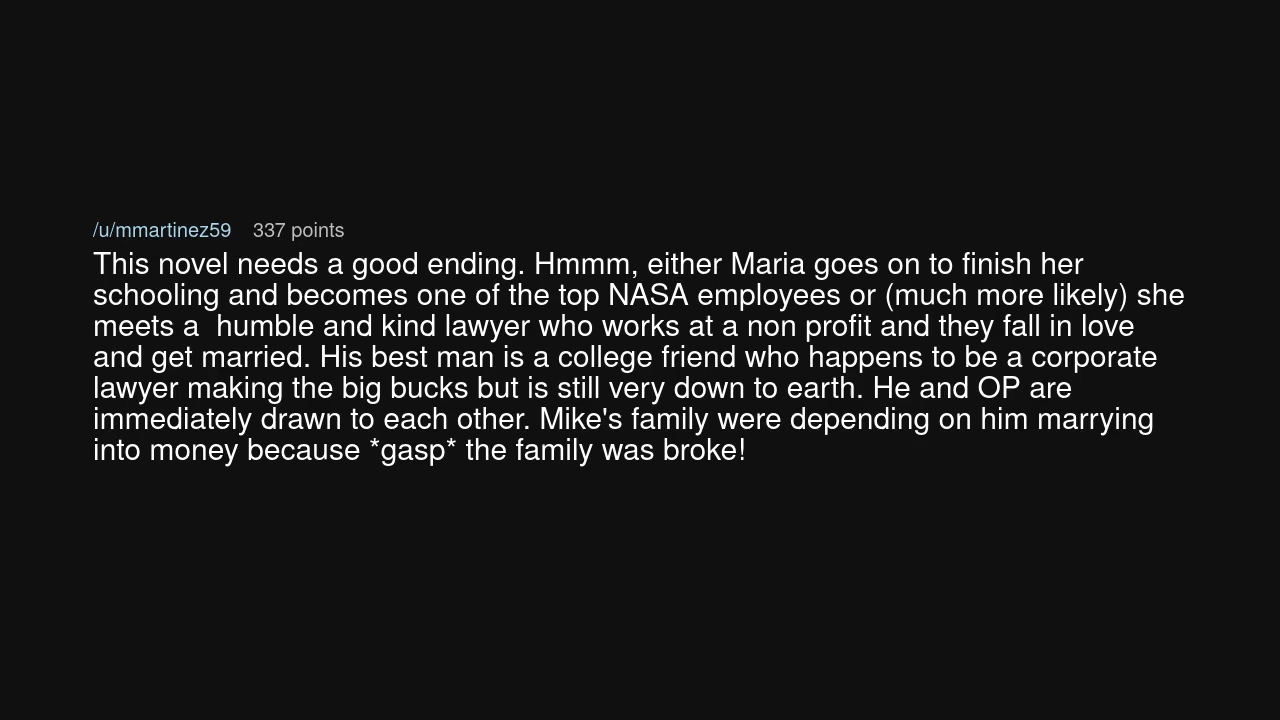 /u/mmartinez59 337 points
This novel needs a good ending. Hmmm, either Maria goes on to finish her
schooling and becomes one of the top NASA employees or (much more likely) she
meets a  humble and kind lawyer who works at a non profit and they fall in love
and get married. His best man is a college friend who happens to be a corporate
lawyer making the big bucks but is still very down to earth. He and OP are
immediately drawn to each other. Mike's family were depending on him marrying
into money because *gasp* the family was broke!